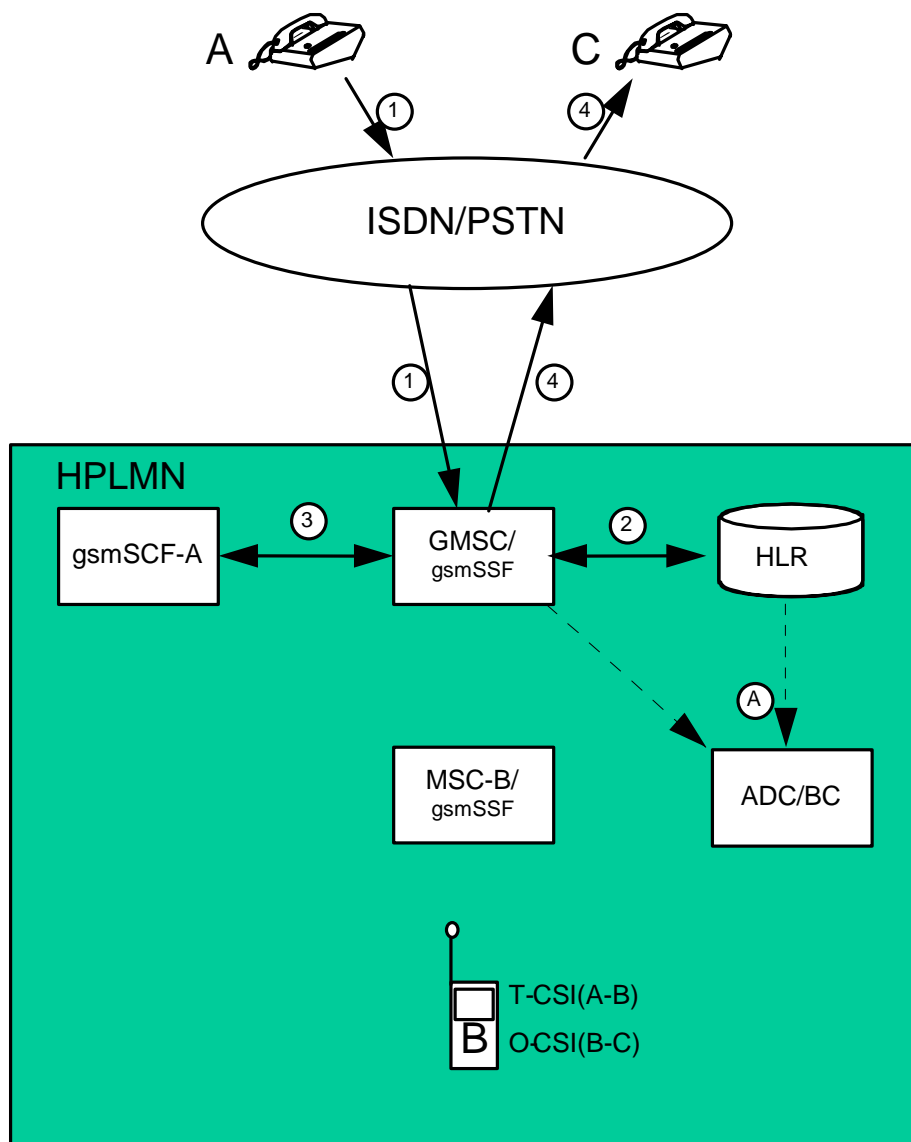 A
C
1
4
ISDN/PSTN
1
4
HPLMN
gsmSCF-A
3
GMSC/
gsmSSF
2
HLR
A
MSC-B/
gsmSSF
ADC/BC
T-CSI(A-B)
B
O-CSI(B-C)